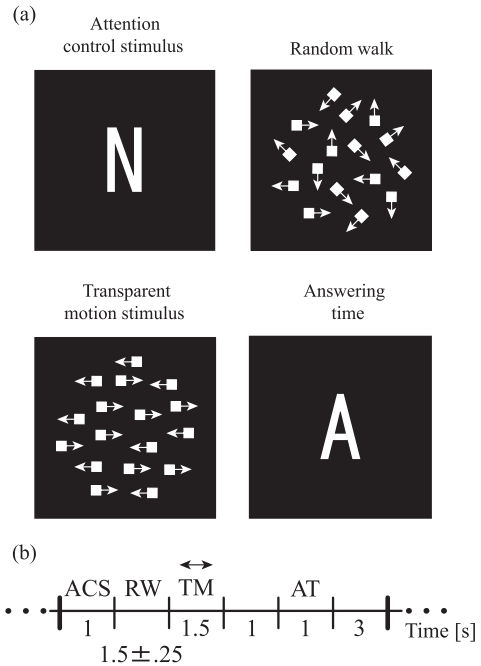 (a)
Attention
control stimulus
Random walk
N
Transparent
motion stimulus
Answering
time
A
(b)
ACS RW TM AT
1 1.5 1 1 3 Time [s]
1.5±.25